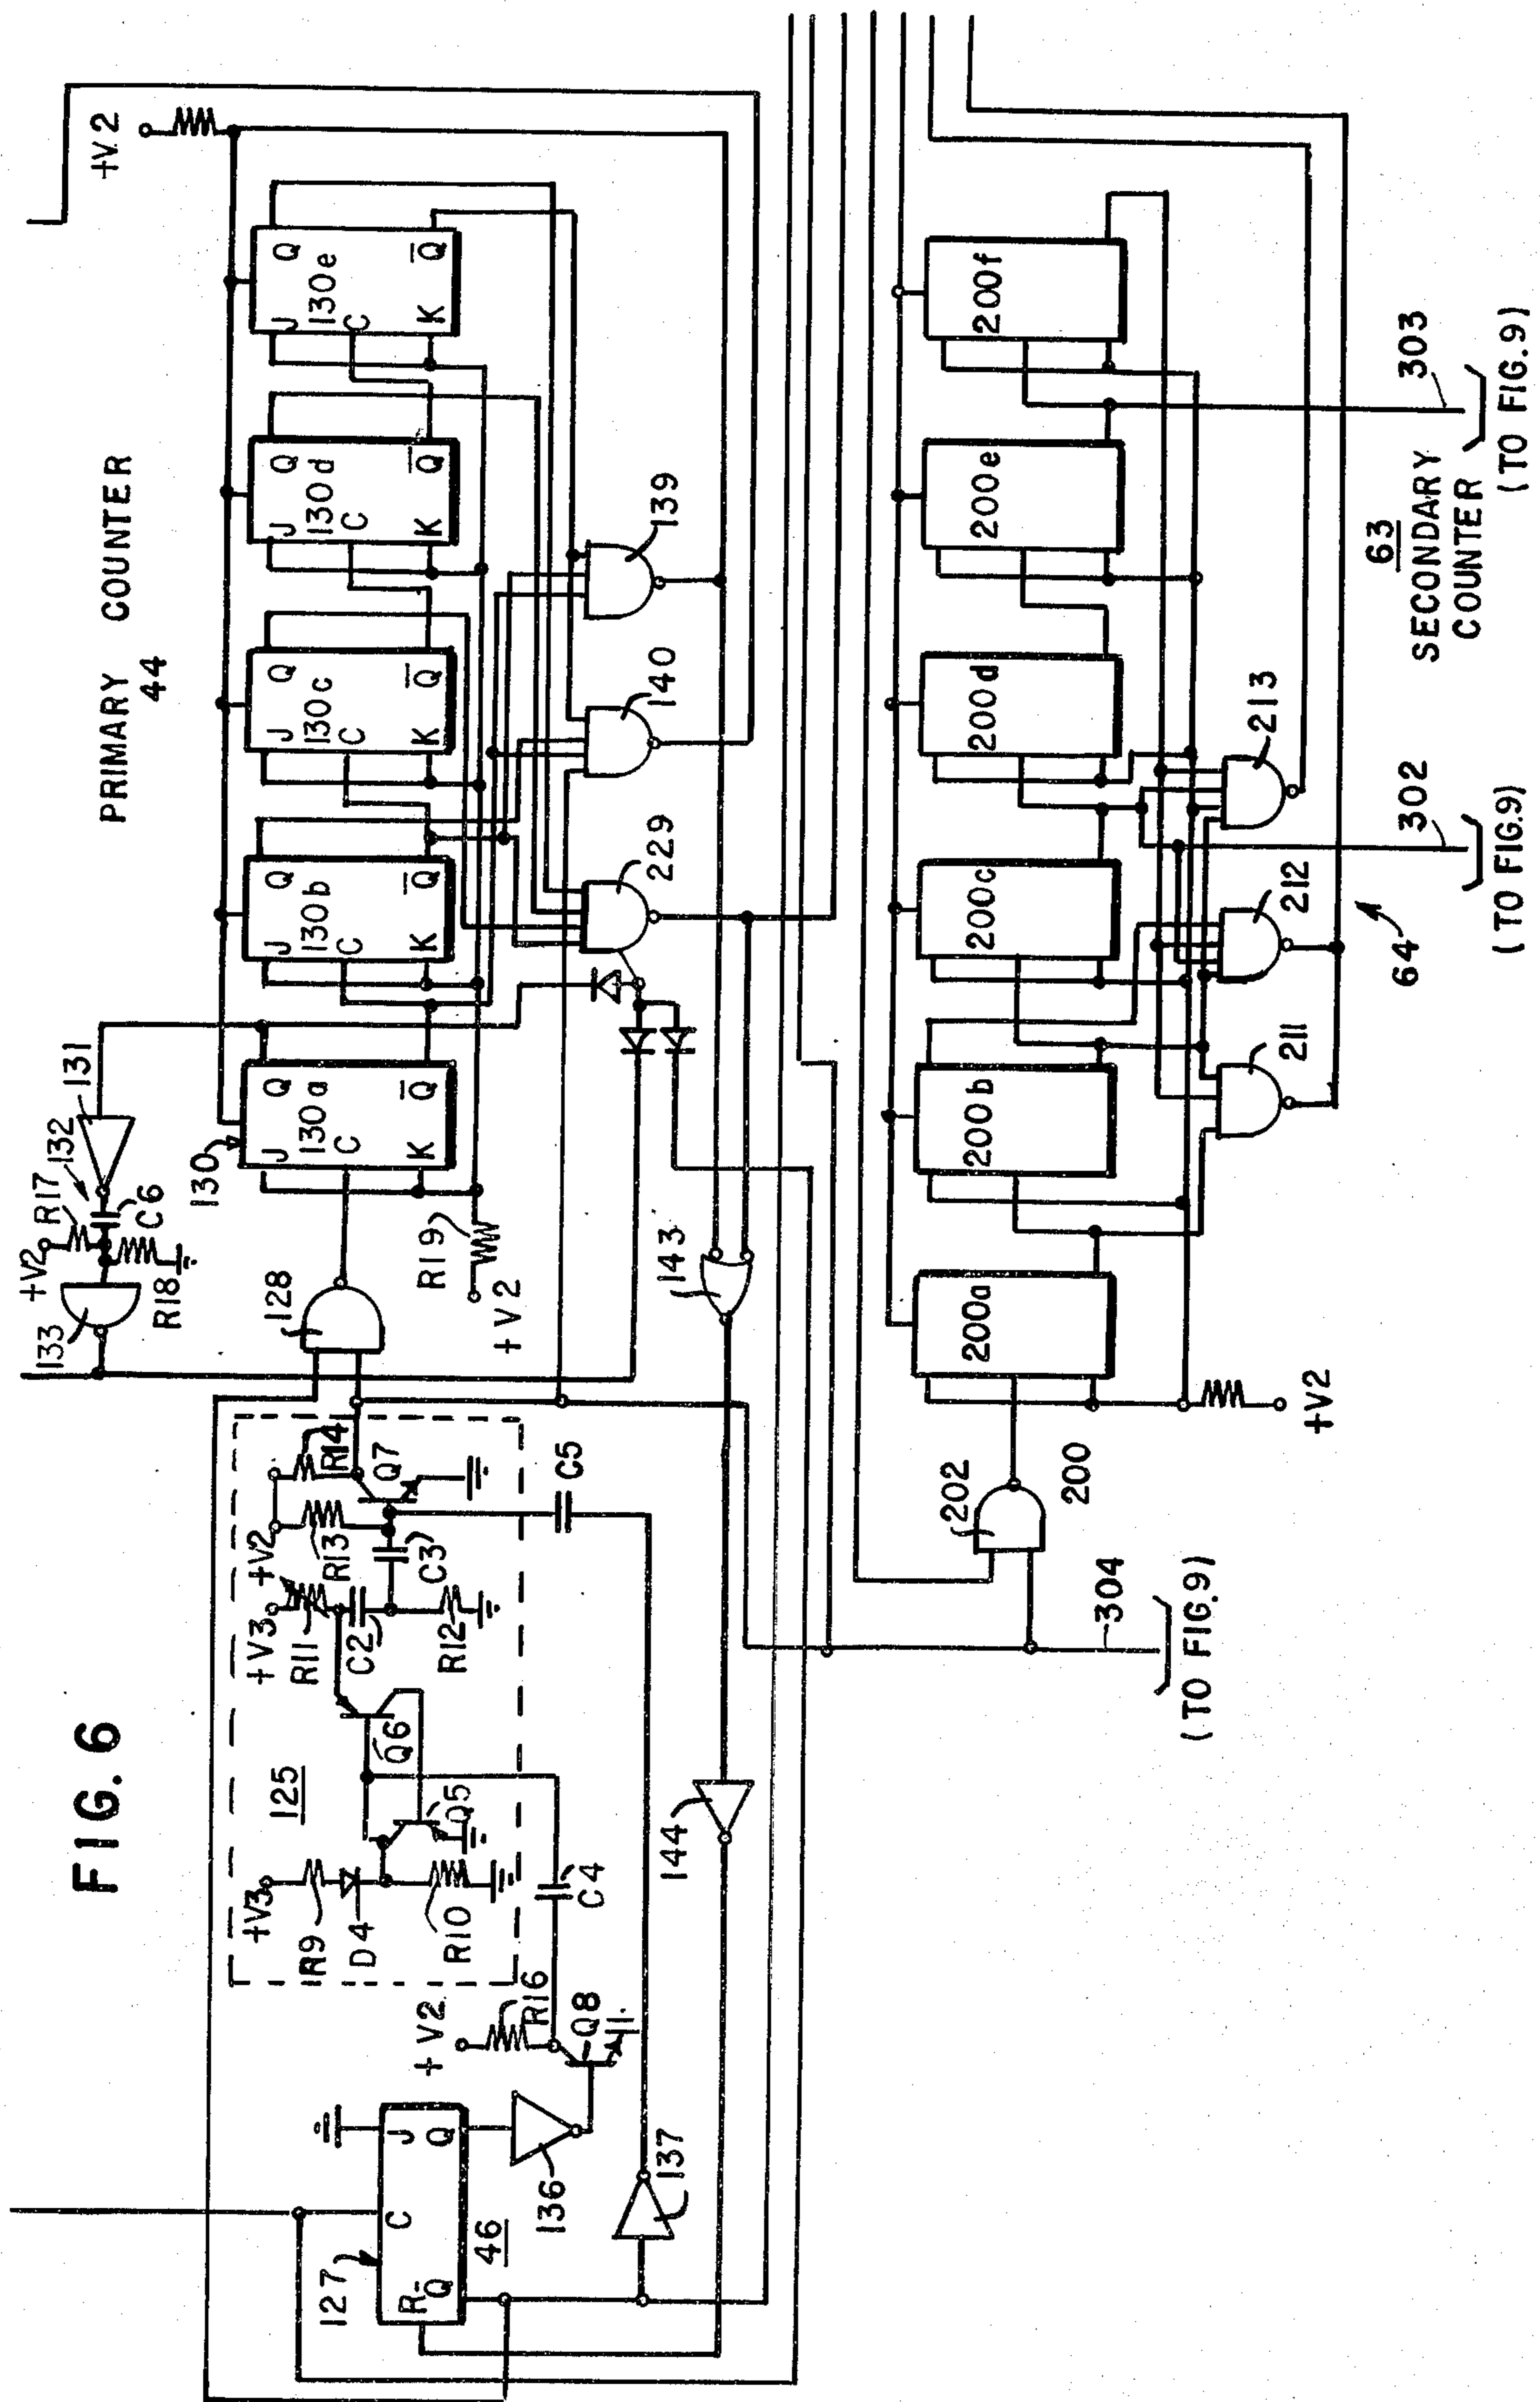 FIG. 6
PRIMARY COUNTER
44
+V2
+V2
R17
132
131
133
C6
R18
130
J
Q
130a
C
K
Q̅
J
Q
130b
C
K
Q̅
J
Q
130c
C
K
Q̅
J
Q
130d
C
K
Q̅
J
Q
130e
C
K
Q̅
128
R19
+V2
125
+V3
R9
D4
R10
Q5
Q6
+V3
R11
C2
R12
+V2
R13
C3
R14
Q7
C5
C4
+V2
R16
Q8
127
J
C
R
Q
Q̅
46
136
137
144
143
229
140
139
202
200
200a
200b
200c
200d
200e
200f
+V2
211
212
213
64
304
(TO FIG.9)
302
(TO FIG.9)
303
(TO FIG.9)
63
SECONDARY
COUNTER